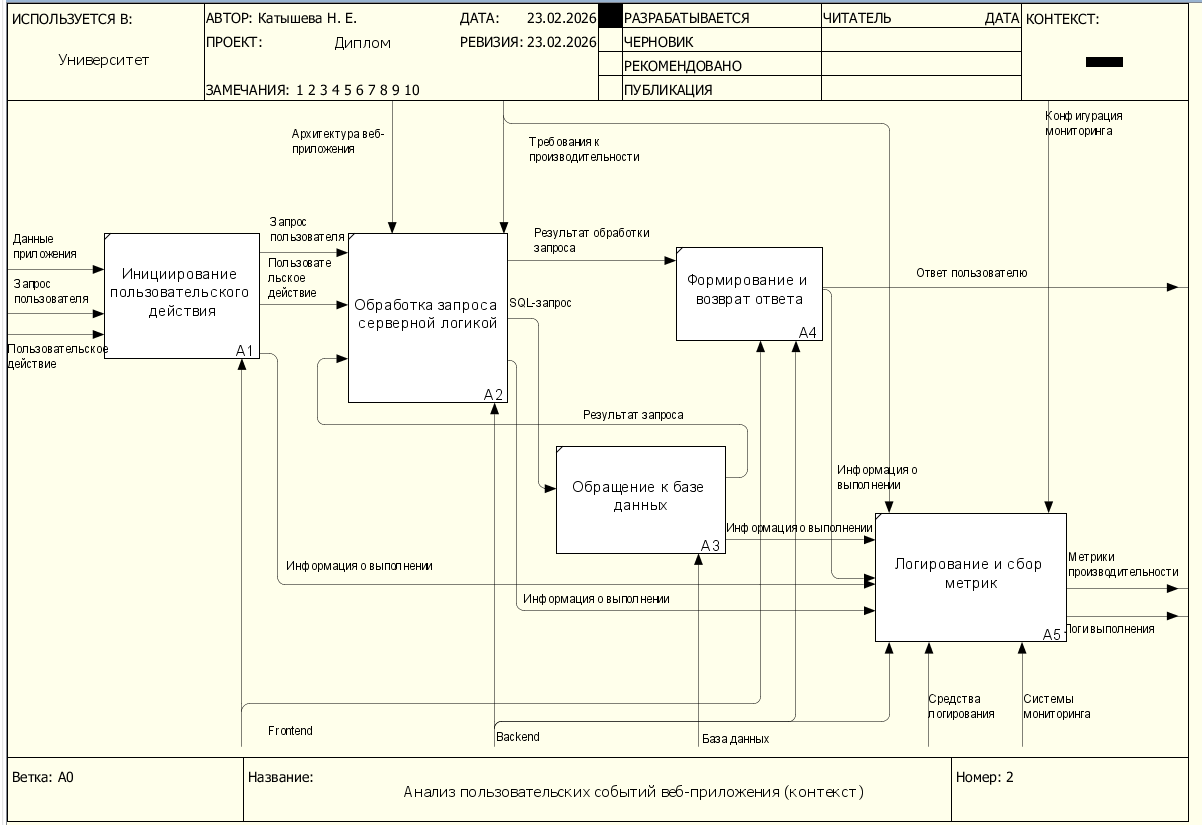 ИСПОЛЬЗУЕТСЯ В:
Университет
АВТОР: Катышева Н. Е.
ДАТА: 23.02.2026
ПРОЕКТ: Диплом
РЕВИЗИЯ: 23.02.2026
ЗАМЕЧАНИЯ: 1 2 3 4 5 6 7 8 9 10
РАЗРАБАТЫВАЕТСЯ
ЧЕРНОВИК
РЕКОМЕНДОВАНО
ПУБЛИКАЦИЯ
ЧИТАТЕЛЬ ДАТА
КОНТЕКСТ:
Архитектура веб-
приложения
Требования к
производительности
Конфигурация
мониторинга
Данные
приложения
Запрос
пользователя
Пользовательское
действие
Инициирование
пользовательского
действия
A1
Запрос
пользователя
Пользовате
льское
действие
Обработка запроса
серверной логикой
A2
Результат обработки
запроса
SQL-запрос
Формирование и
возврат ответа
A4
Ответ пользователю
Результат запроса
Обращение к базе
данных
A3
Информация о
выполнении
Информация о выполнении
Информация о выполнении
Информация о выполнении
Логирование и сбор
метрик
A5
Метрики
производительности
Логи выполнения
Frontend
Backend
База данных
Средства
логирования
Системы
мониторинга
Ветка: A0
Название:
Анализ пользовательских событий веб-приложения (контекст)
Номер: 2